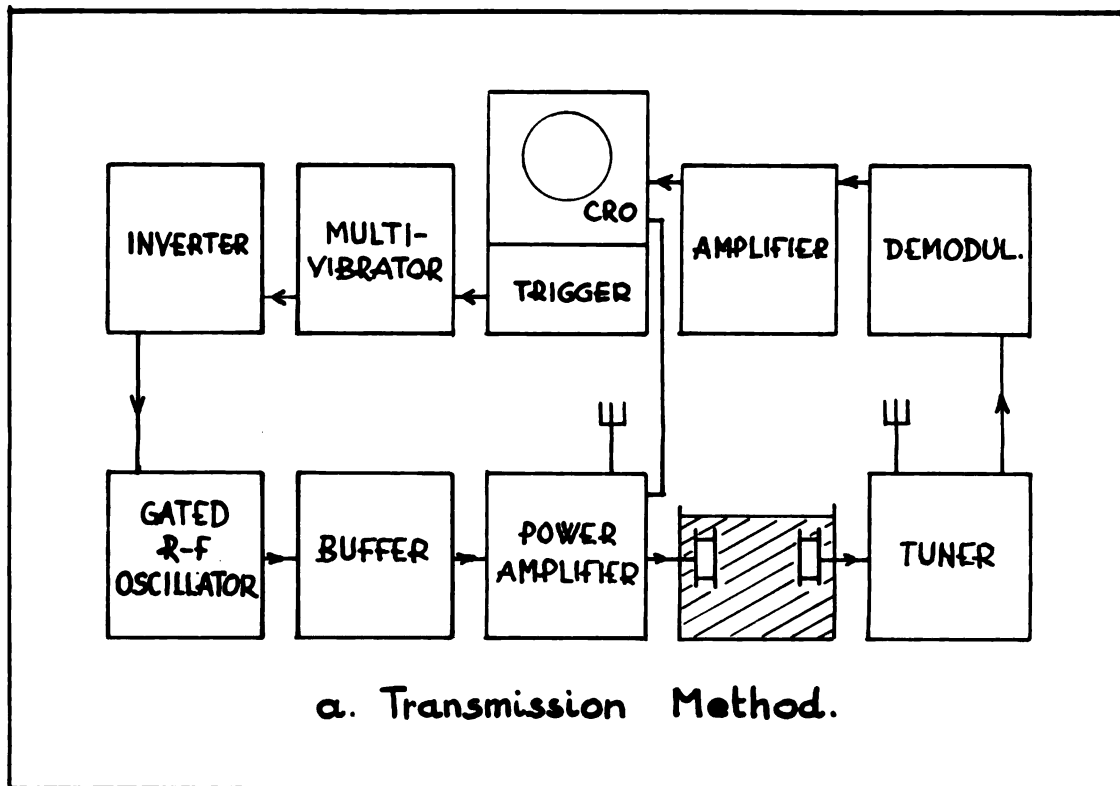 INVERTER
MULTI-
VIBRATOR
CRO
TRIGGER
AMPLIFIER
DEMODUL.
GATED
R-F
OSCILLATOR
BUFFER
POWER
AMPLIFIER
TUNER
a. Transmission Method.